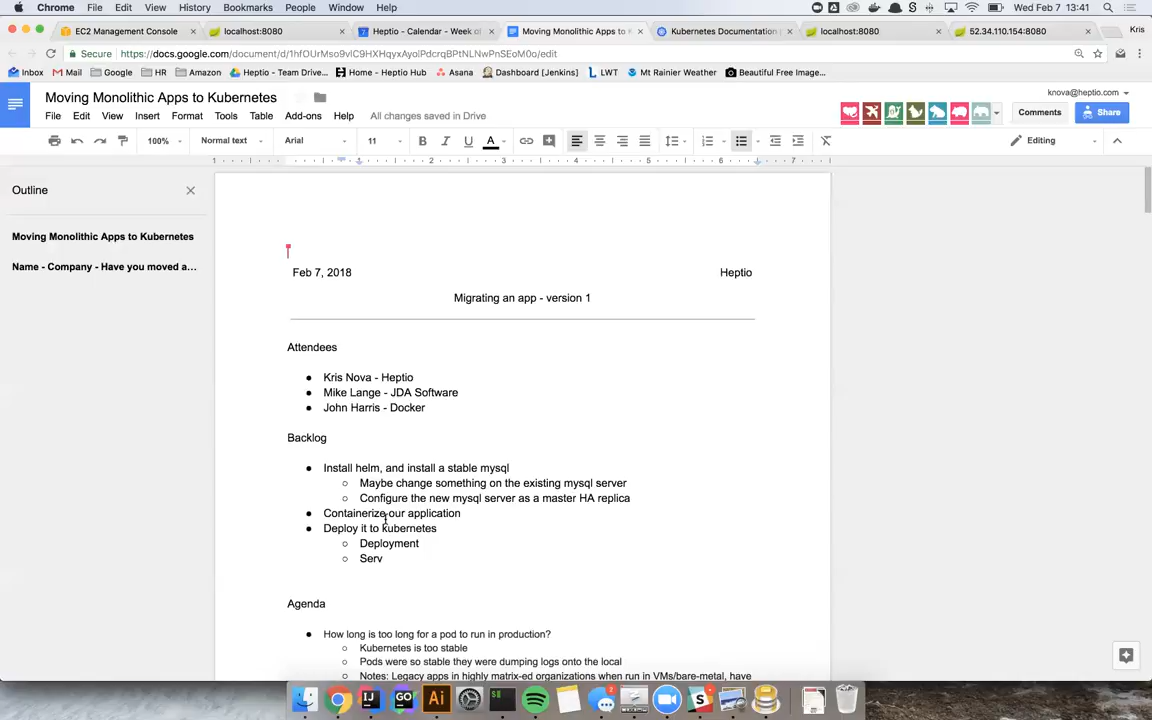 Chrome File Edit View History Bookmarks People Window Help Wed Feb 7 13:41
EC2 Management Console localhost:8080 Heptio - Calendar - Week o Moving Monolithic Apps to K Kubernetes Documentation localhost:8080 52.34.110.154:8080 Kris
Secure
Inbox Mail Google HR Amazon Heptio - Team Drive... Home - Heptio Hub Asana Dashboard [Jenkins] LWT Mt Rainier Weather Beautiful Free Image...
Moving Monolithic Apps to Kubernetes
knova@heptio.com
File Edit View Insert Format Tools Table Add-ons Help All changes saved in Drive
Comments Share
100% Normal text Arial 11 B I U A Editing
1 1 2 3 4 5 6 7
Outline
Moving Monolithic Apps to Kubernetes
Name - Company - Have you moved a...
Feb 7, 2018 Heptio
Migrating an app - version 1
Attendees
Kris Nova - Heptio
Mike Lange - JDA Software
John Harris - Docker
Backlog
Install helm, and install a stable mysql
Maybe change something on the existing mysql server
Configure the new mysql server as a master HA replica
Containerize our application
Deploy it to kubernetes
Deployment
Serv
Agenda
How long is too long for a pod to run in production?
Kubernetes is too stable
Pods were so stable they were dumping logs onto the local
Notes: Legacy apps in highly matrix-ed organizations when run in VMs/bare-metal, have